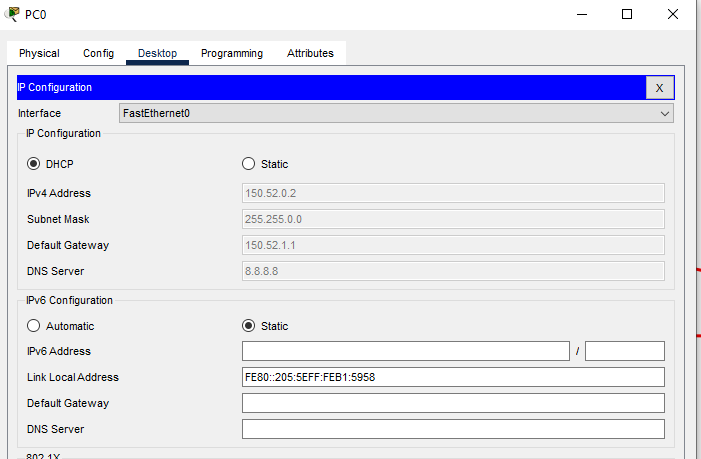 PC0
Physical Config Desktop Programming Attributes
IP Configuration X
Interface FastEthernet0
IP Configuration
DHCP Static
IPv4 Address 150.52.0.2
Subnet Mask 255.255.0.0
Default Gateway 150.52.1.1
DNS Server 8.8.8.8
IPv6 Configuration
Automatic Static
IPv6 Address /
Link Local Address FE80::205:5EFF:FEB1:5958
Default Gateway
DNS Server
802.1X